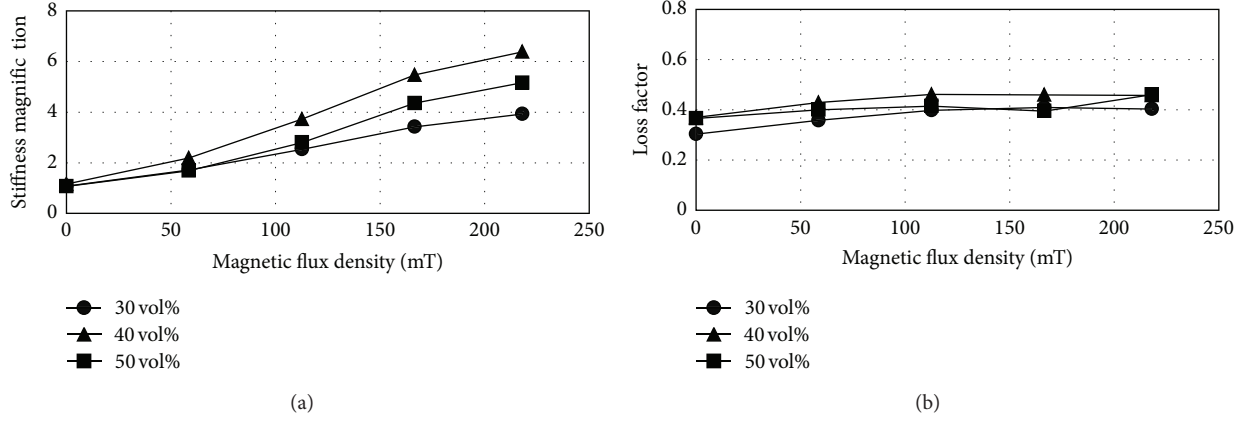 8
6
4
2
0
Stiffness magnific tion
0 50 100 150 200 250
Magnetic flux density (mT)
30 vol%
40 vol%
50 vol%
(a)
0.8
0.6
0.4
0.2
0
Loss factor
0 50 100 150 200 250
Magnetic flux density (mT)
30 vol%
40 vol%
50 vol%
(b)